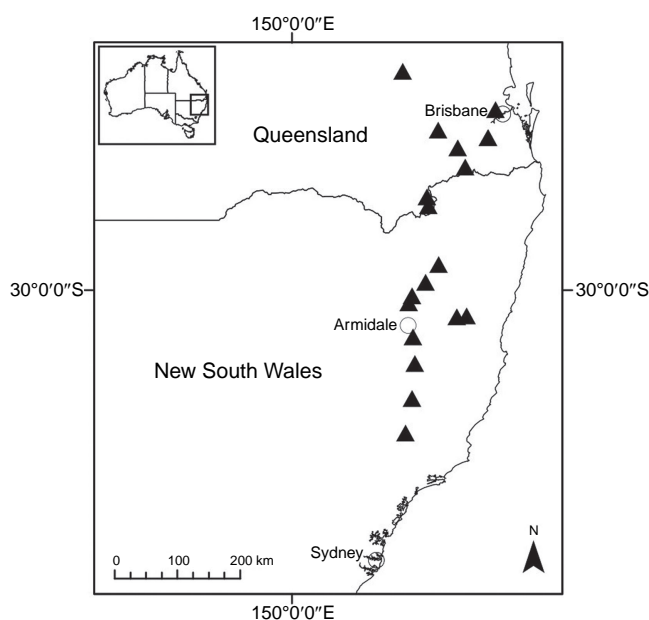 150°0′0″E
Brisbane
Queensland
30°0′0″S
30°0′0″S
Armidale
New South Wales
N
Sydney
0 100 200 km
150°0′0″E